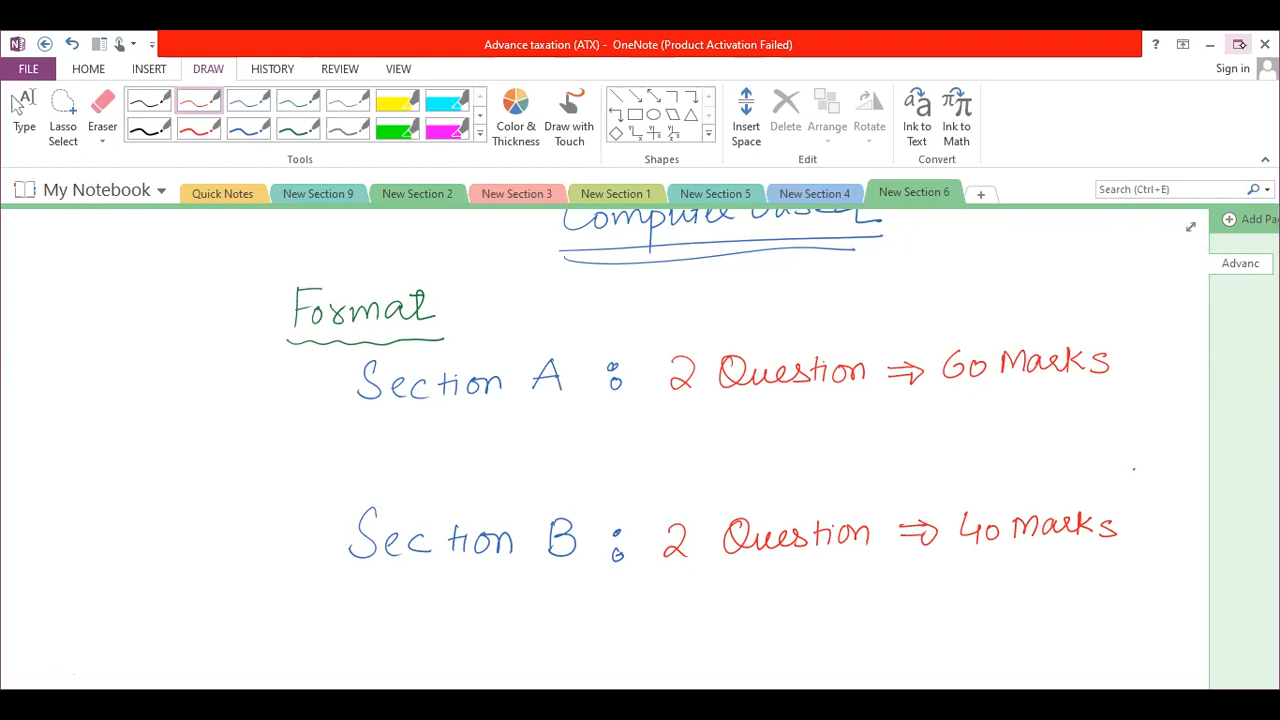 Advance taxation (ATX) - OneNote (Product Activation Failed)
?
FILE HOME INSERT DRAW HISTORY REVIEW VIEW Sign in
Type Lasso Select Eraser Color & Thickness Draw with Touch Insert Space Delete Arrange Rotate Ink to Text Ink to Math
Tools Shapes Edit Convert
My Notebook Quick Notes New Section 9 New Section 2 New Section 3 New Section 1 New Section 5 New Section 4 New Section 6 Search (Ctrl+E)
Add Pa
Advanc
Computer based
Format
Section A : 2 Question ⇒ 60 Marks
Section B : 2 Question ⇒ 40 Marks